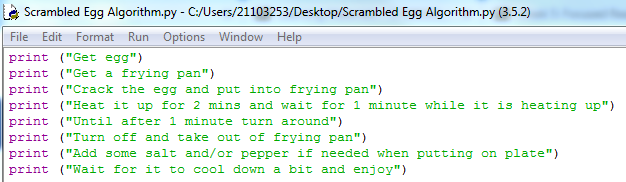 Scrambled Egg Algorithm.py - C:/Users/21103253/Desktop/Scrambled Egg Algorithm.py (3.5.2)
File Edit Format Run Options Window Help
print ("Get egg")
print ("Get a frying pan")
print ("Crack the egg and put into frying pan")
print ("Heat it up for 2 mins and wait for 1 minute while it is heating up")
print ("Until after 1 minute turn around")
print ("Turn off and take out of frying pan")
print ("Add some salt and/or pepper if needed when putting on plate")
print ("Wait for it to cool down a bit and enjoy")